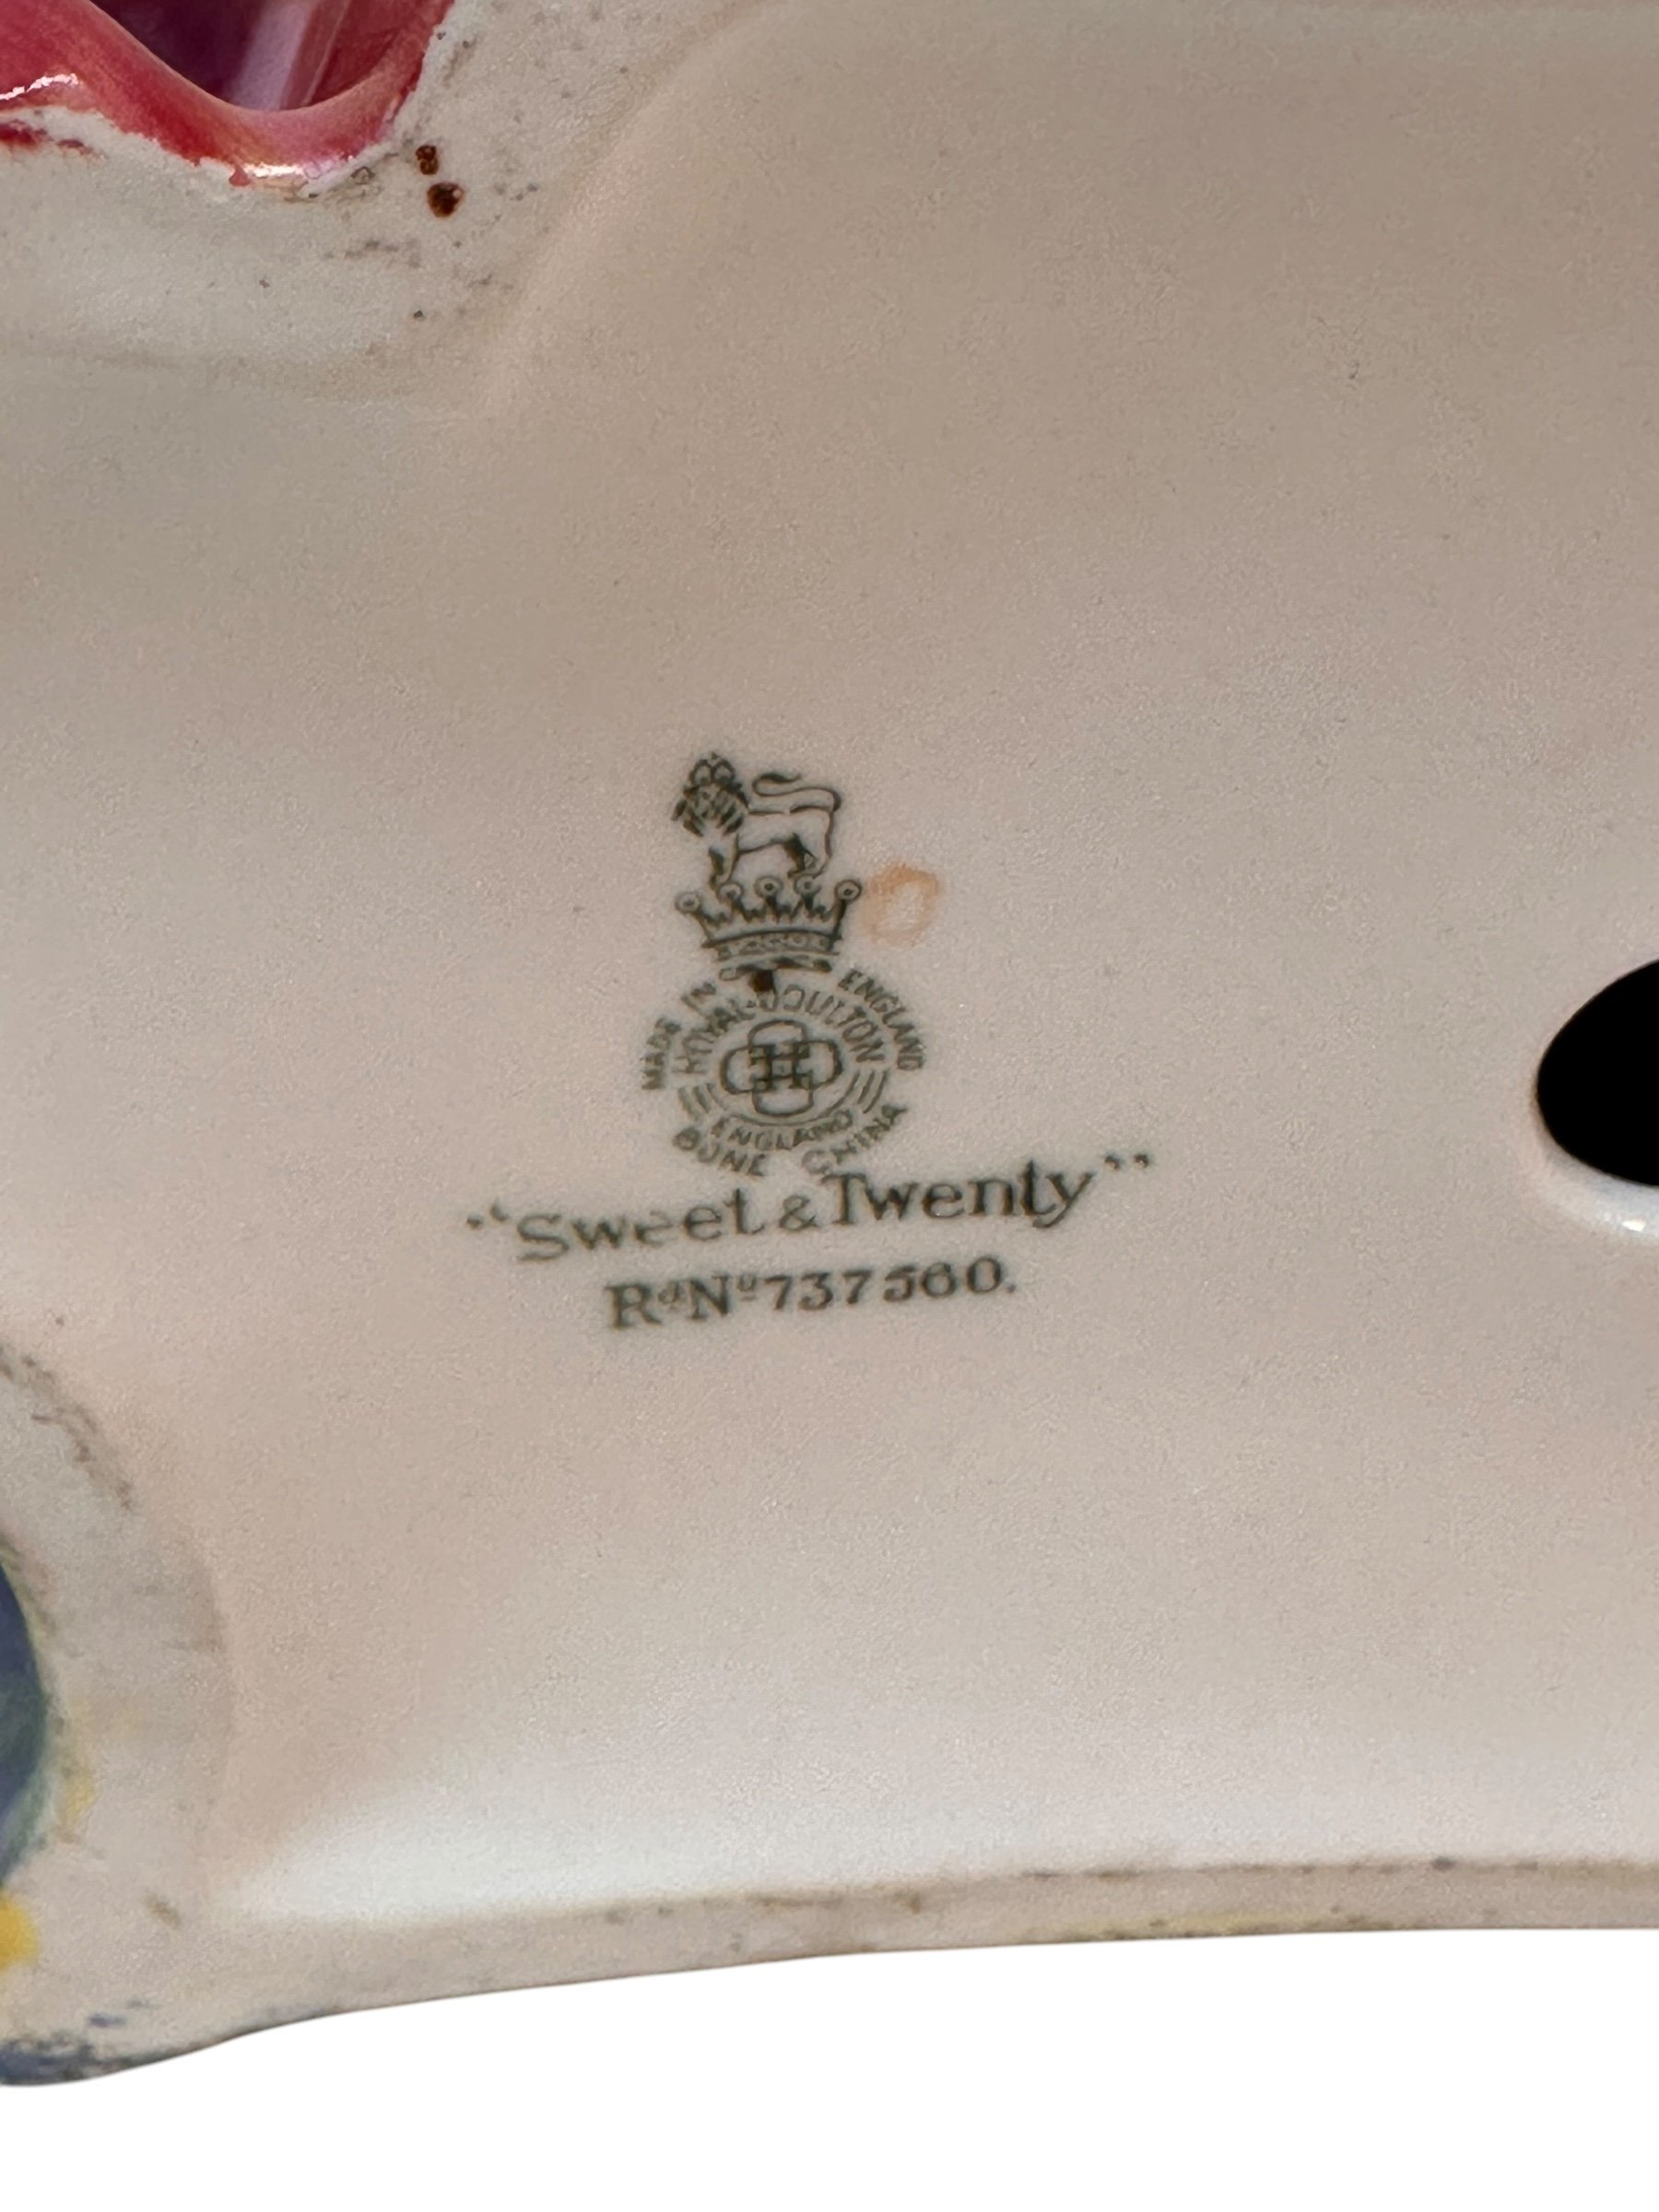 MADE IN ENGLAND
ROYAL·DOULTON
ENGLAND
BONE CHINA
"Sweet & Twenty"
RᵈNº737560.